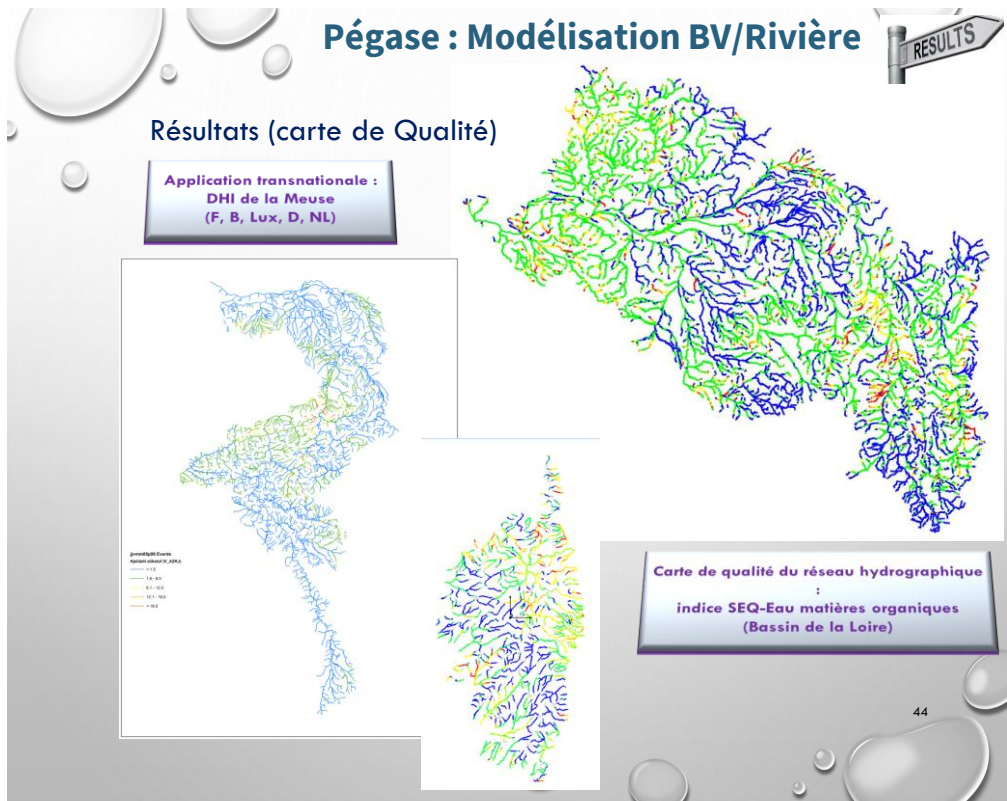 Pégase : Modélisation BV/Rivière
RESULTS
Résultats (carte de Qualité)
Application transnationale :
DHI de la Meuse
(F, B, Lux, D, NL)
Carte de qualité du réseau hydrographique
:
indice SEQ-Eau matières organiques
(Bassin de la Loire)
44